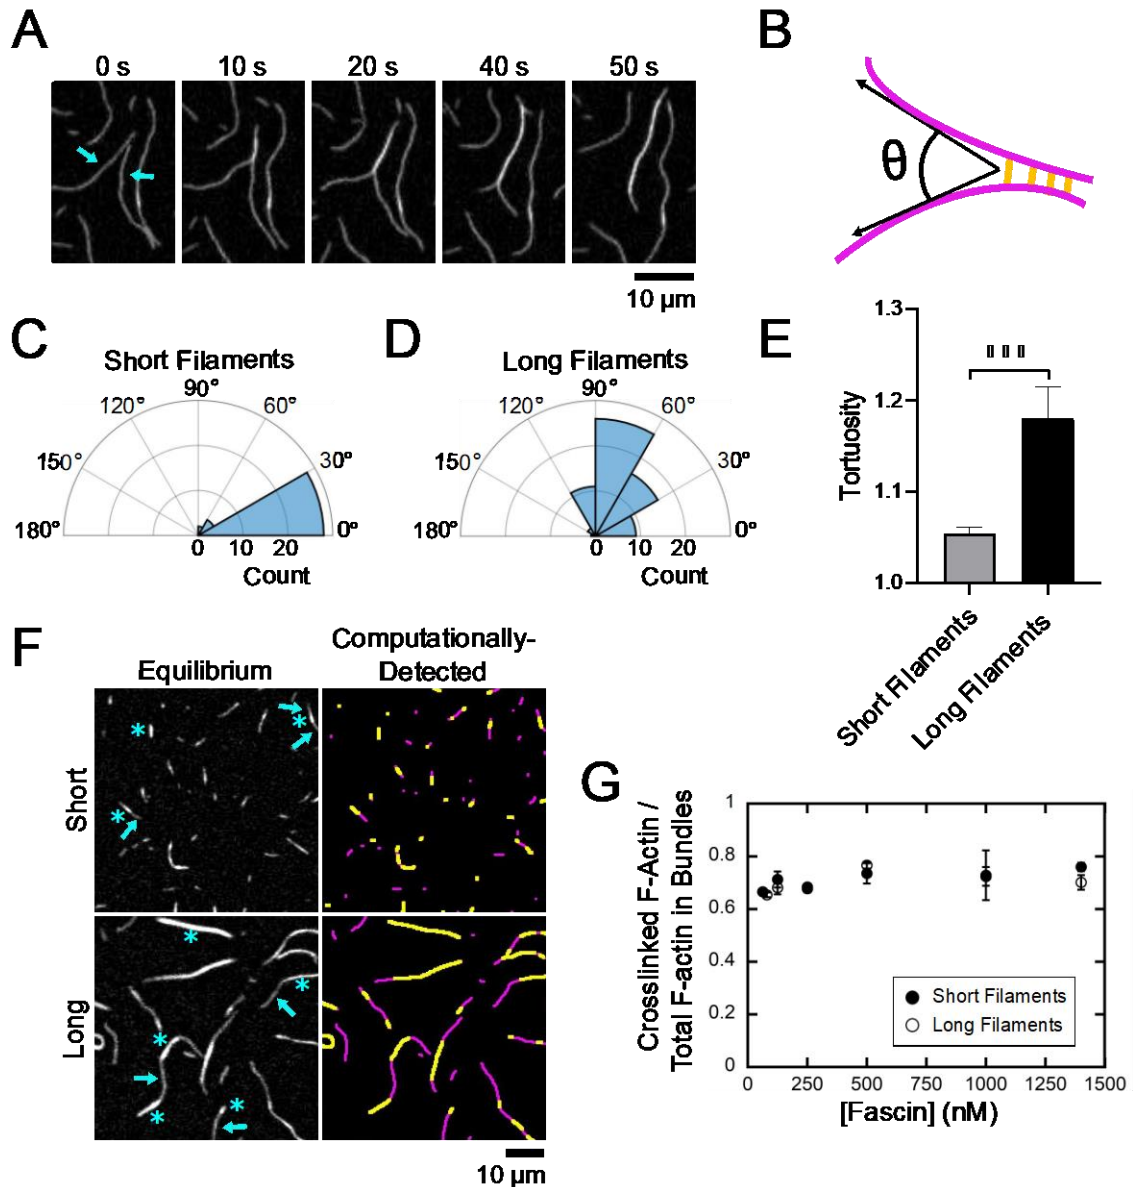 A
0 s 10 s 20 s 40 s 50 s
10 µm
B
θ
C
Short Filaments
90°
120° 60°
150° 30°
180° 0°
0 10 20
Count
D
Long Filaments
90°
120° 60°
150° 30°
180° 0°
0 10 20
Count
E
1.3
1.2
1.1
1.0
Tortuosity
Short Filaments
Long Filaments
F
Equilibrium
Computationally-
Detected
Short
* * *
Long
* * * * *
10 µm
G
Crosslinked F-Actin /
Total F-actin in Bundles
1
0.8
0.6
0.4
0.2
0
Short Filaments
Long Filaments
0 250 500 750 1000 1250 1500
[Fascin] (nM)